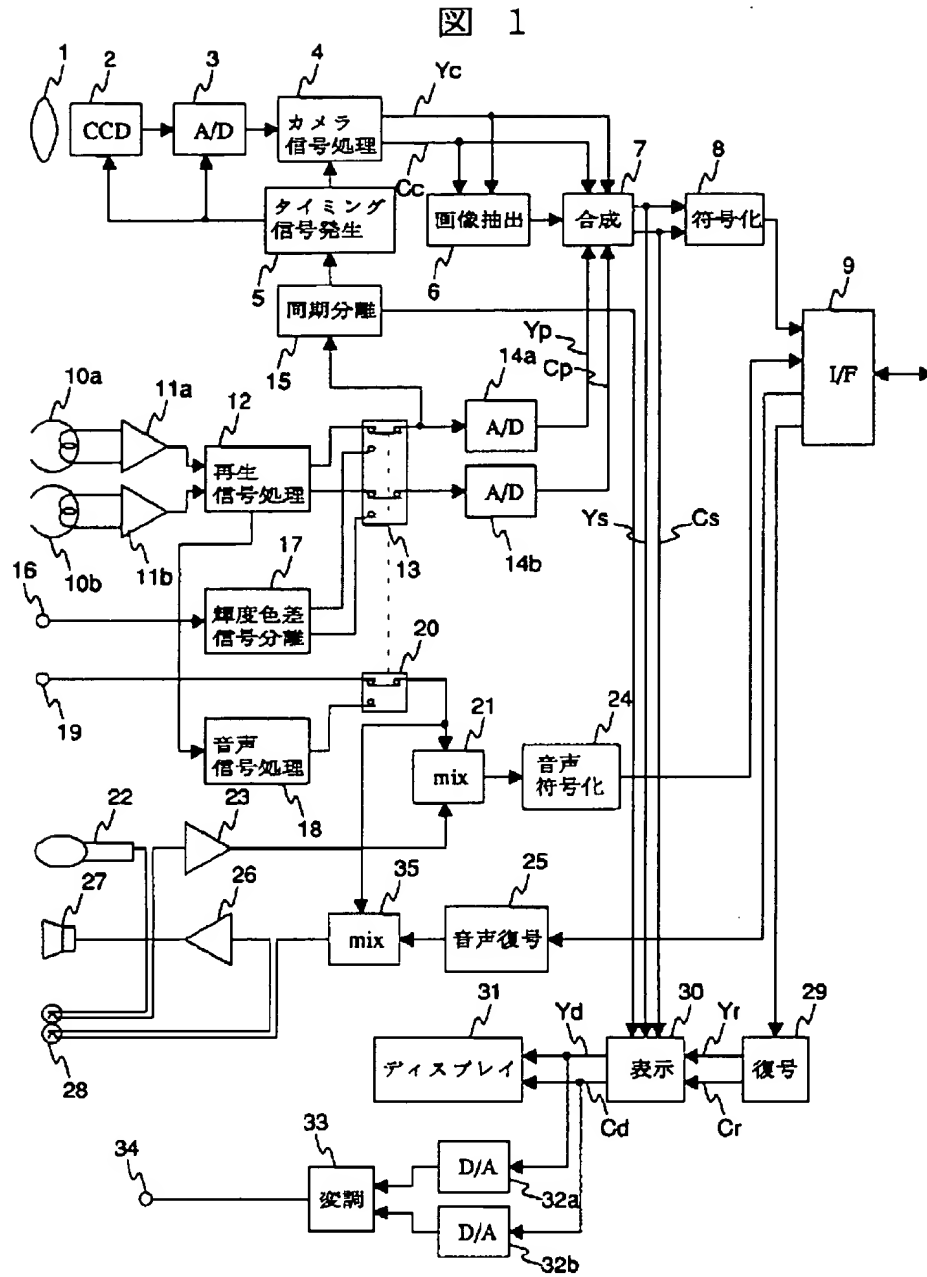 図 1
1
2
3
4
Yc
CCD
A/D
カメラ
信号処理
Cc
7
8
タイミング
信号発生
5
画像抽出
6
合成
符号化
9
I/F
同期分離
15
Yp
Cp
10a
11a
12
14a
A/D
再生
信号処理
10b
11b
13
A/D
14b
Ys
Cs
16
17
輝度色差
信号分離
19
20
音声
信号処理
18
21
mix
24
音声
符号化
22
23
27
26
35
mix
25
音声復号
28
31
ディスプレイ
Yd
Cd
30
表示
Yr
Cr
29
復号
34
33
変調
D/A
32a
D/A
32b